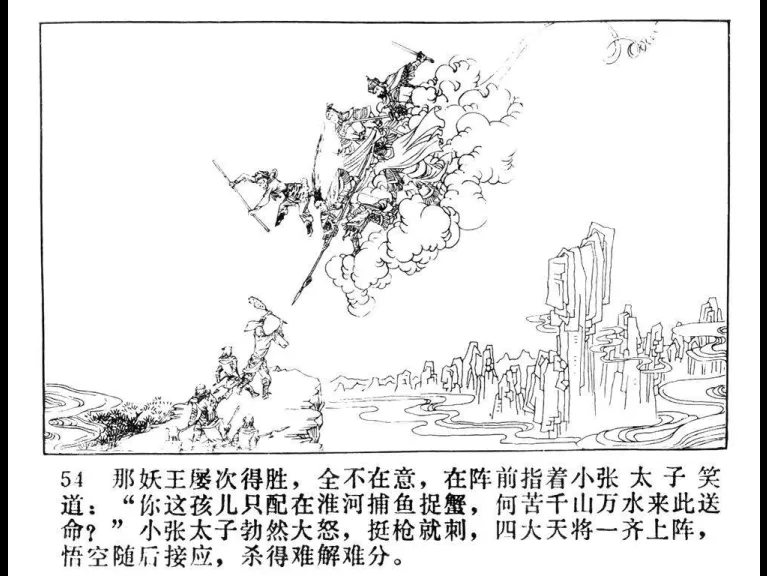 54 那妖王屡次得胜，全不在意，在阵前指着小张太子笑
道：“你这孩儿只配在淮河捕鱼捉蟹，何苦千山万水来此送
命？”小张太子勃然大怒，挺枪就刺，四大天将一齐上阵，
悟空随后接应，杀得难解难分。